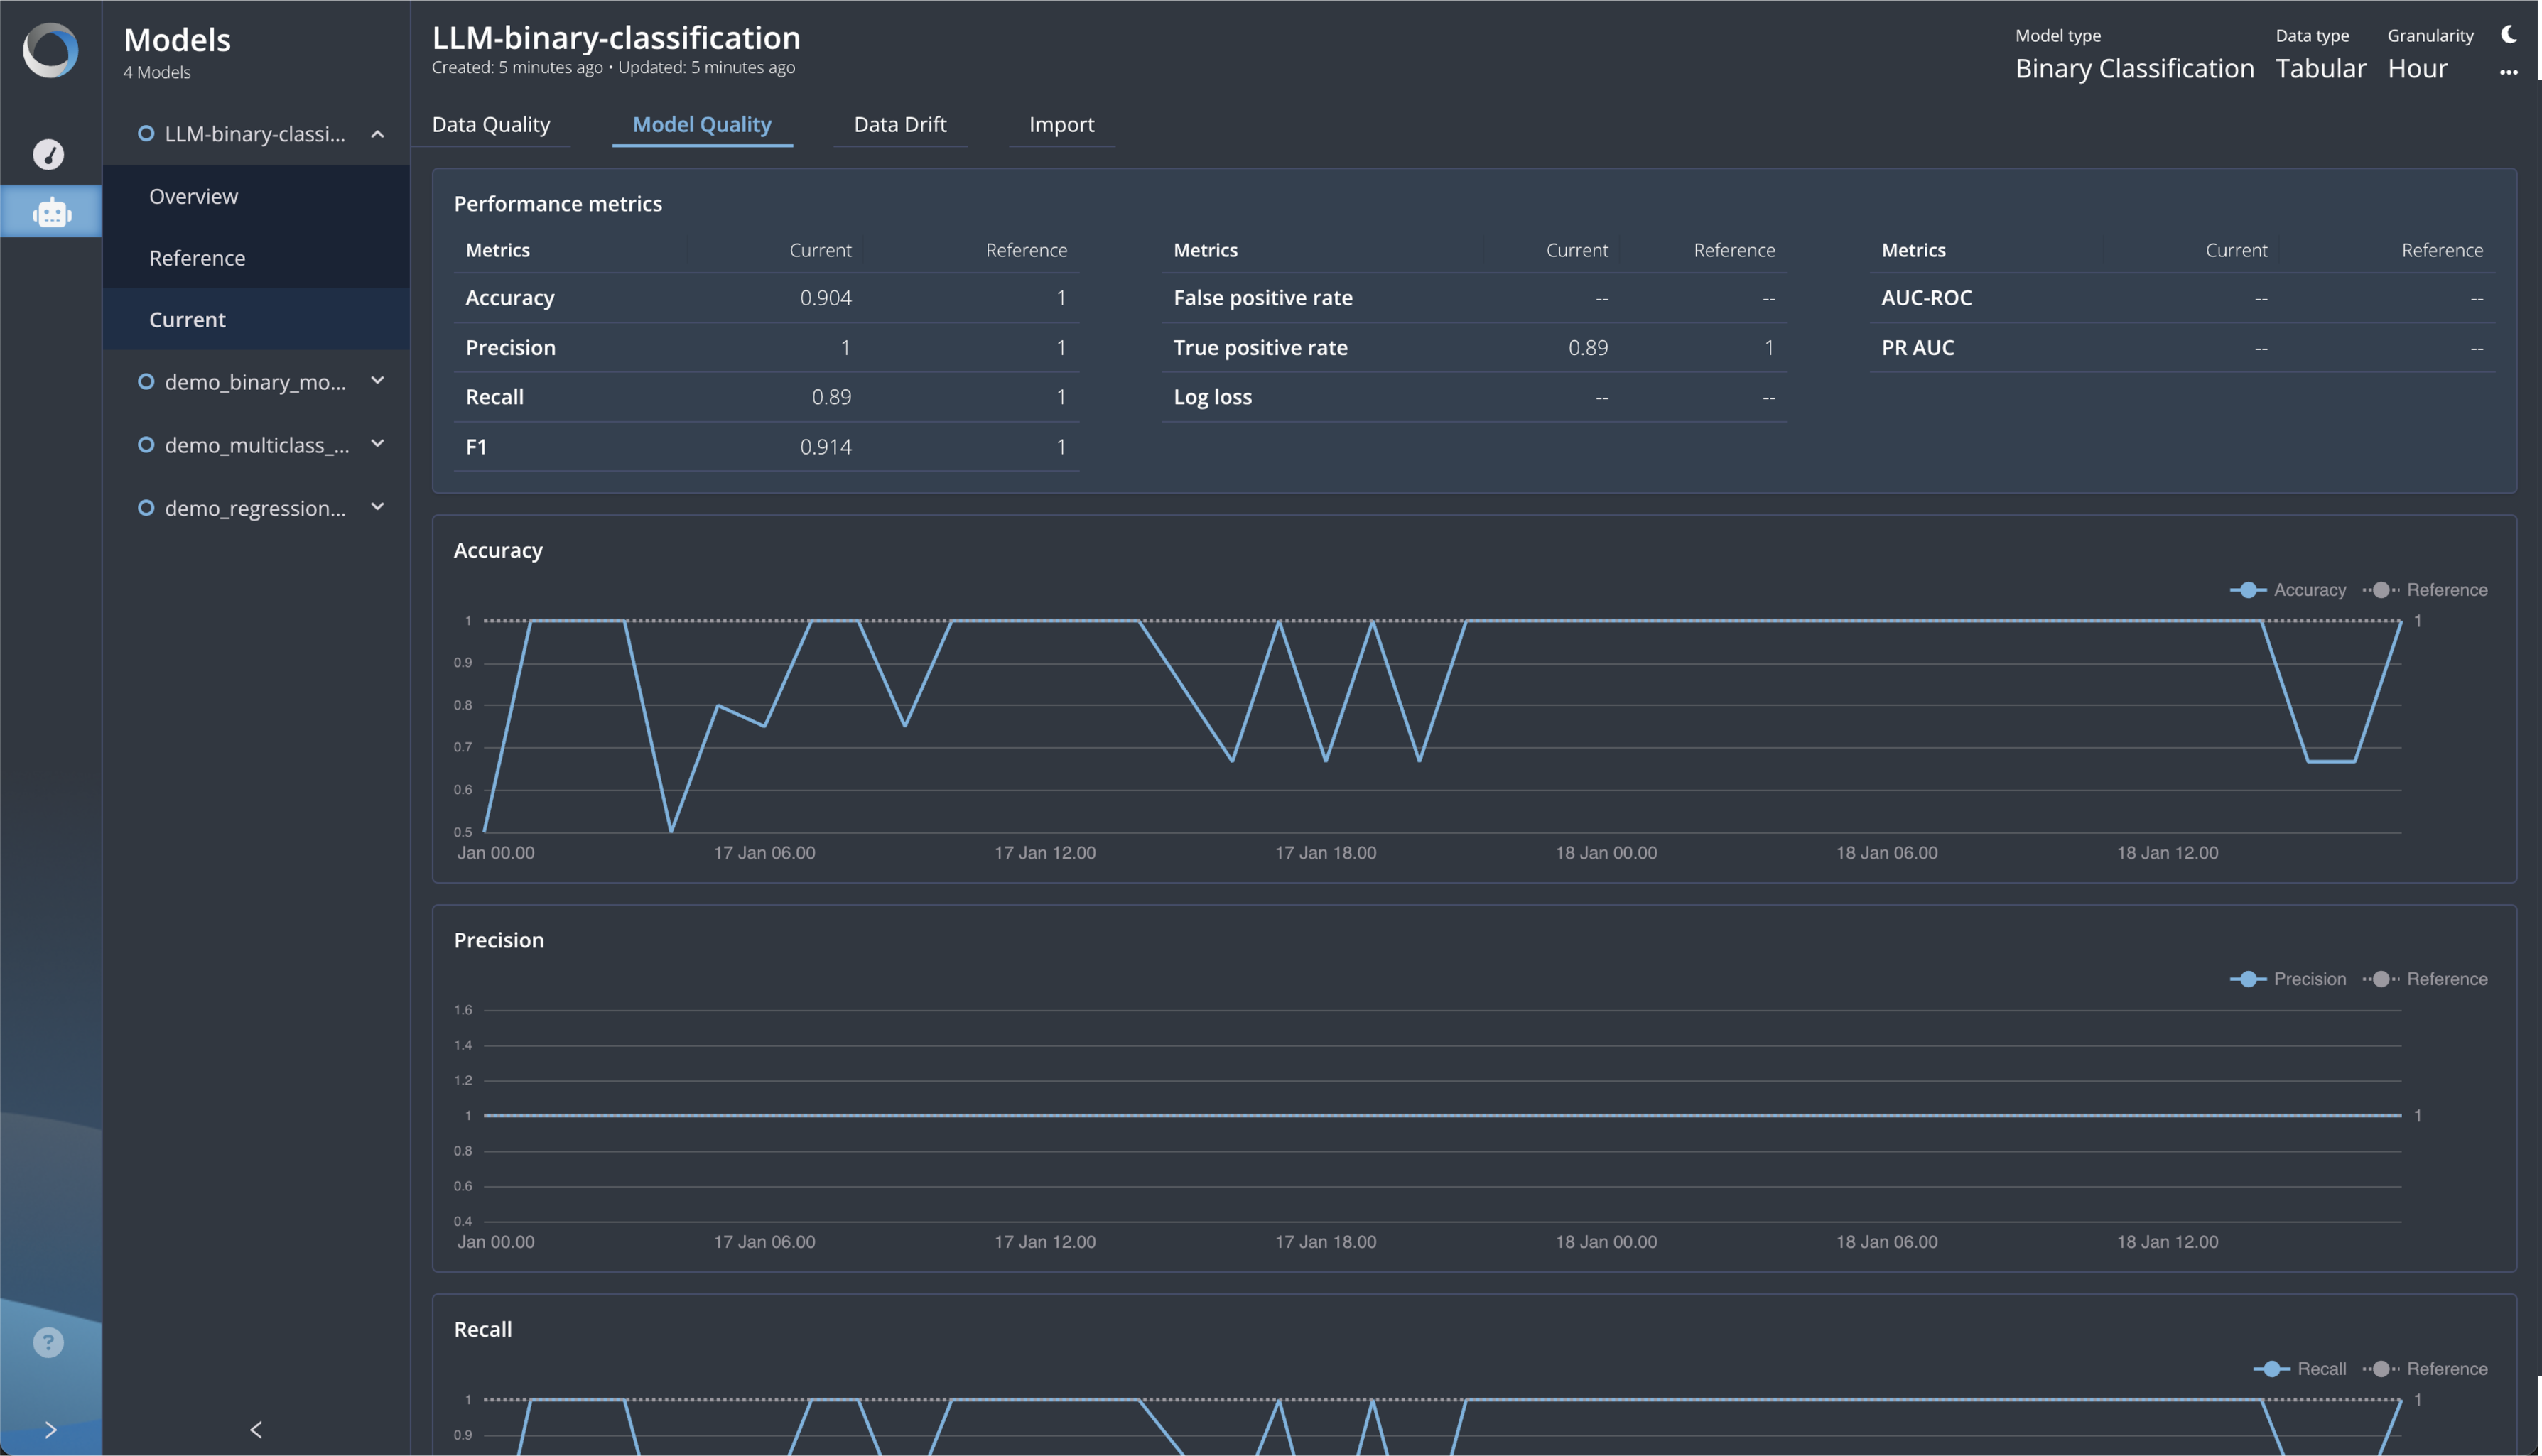 Models
4 Models
LLM-binary-classi...
Overview
Reference
Current
demo_binary_mo...
demo_multiclass_...
demo_regression...
?
LLM-binary-classification
Created: 5 minutes ago • Updated: 5 minutes ago
Model type
Binary Classification
Data type
Tabular
Granularity
Hour
Data Quality
Model Quality
Data Drift
Import
Performance metrics
Metrics Current Reference
Accuracy 0.904 1
Precision 1 1
Recall 0.89 1
F1 0.914 1
Metrics Current Reference
False positive rate -- --
True positive rate 0.89 1
Log loss -- --
Metrics Current Reference
AUC-ROC -- --
PR AUC -- --
Accuracy
Accuracy Reference
1 1
0.9
0.8
0.7
0.6
0.5
Jan 00.00 17 Jan 06.00 17 Jan 12.00 17 Jan 18.00 18 Jan 00.00 18 Jan 06.00 18 Jan 12.00
Precision
Precision Reference
1.6
1.4
1.2
1 1
0.8
0.6
0.4
Jan 00.00 17 Jan 06.00 17 Jan 12.00 17 Jan 18.00 18 Jan 00.00 18 Jan 06.00 18 Jan 12.00
Recall
Recall Reference
1 1
0.9